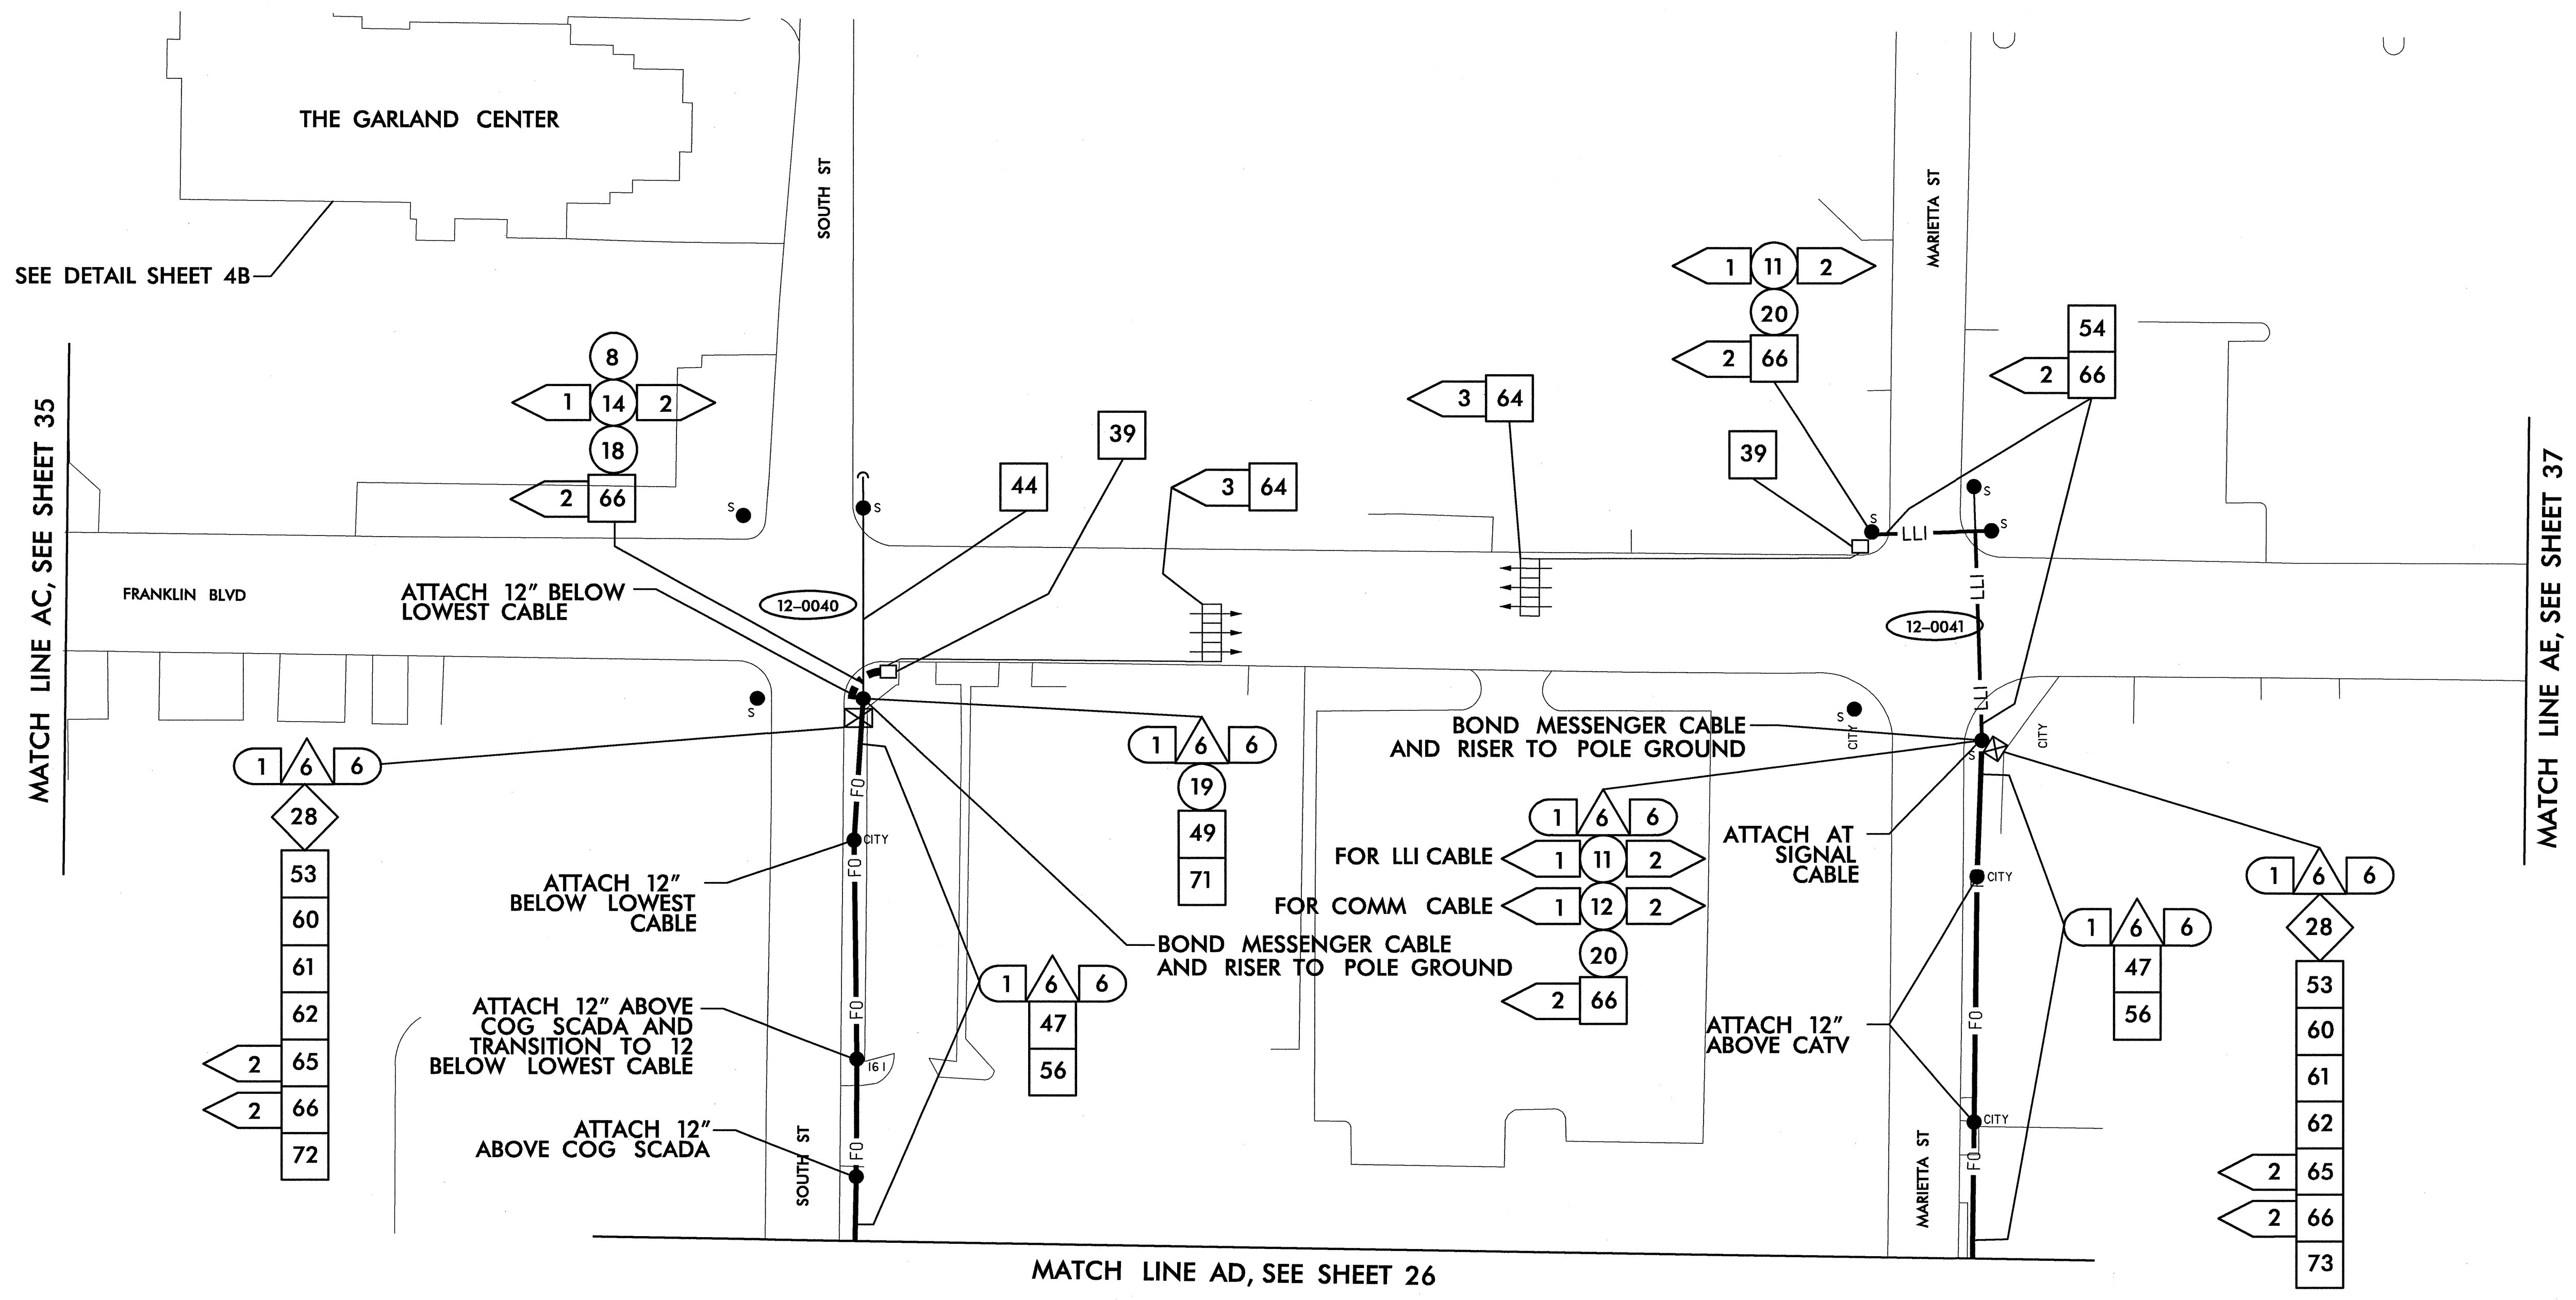 THE GARLAND CENTER
SEE DETAIL SHEET 4B
SOUTH ST
MARIETTA ST
MATCH LINE AC, SEE SHEET 35
MATCH LINE AE, SEE SHEET 37
8
1 14 2
18
2 66
1 11 2
20
2 66
54
2 66
39
3 64
3 64
44
39
S
S
S
S
S
LLI
LLI
LLI
FRANKLIN BLVD
ATTACH 12" BELOW
LOWEST CABLE
12-0040
12-0041
S
S
S
CITY
CITY
1 6 6
28
53
60
61
62
2 65
2 66
72
FO
CITY
FO
FO
161
FO
ATTACH 12"
BELOW LOWEST
CABLE
ATTACH 12" ABOVE
COG SCADA AND
TRANSITION TO 12
BELOW LOWEST CABLE
ATTACH 12"
ABOVE COG SCADA
SOUTH ST
1 6 6
19
49
71
BOND MESSENGER CABLE
AND RISER TO POLE GROUND
1 6 6
47
56
BOND MESSENGER CABLE
AND RISER TO POLE GROUND
1 6 6
FOR LLI CABLE 1 11 2
FOR COMM CABLE 1 12 2
20
2 66
ATTACH AT
SIGNAL
CABLE
ATTACH 12"
ABOVE CATV
CITY
FO
CITY
FO
MARIETTA ST
1 6 6
47
56
1 6 6
28
53
60
61
62
2 65
2 66
73
MATCH LINE AD, SEE SHEET 26